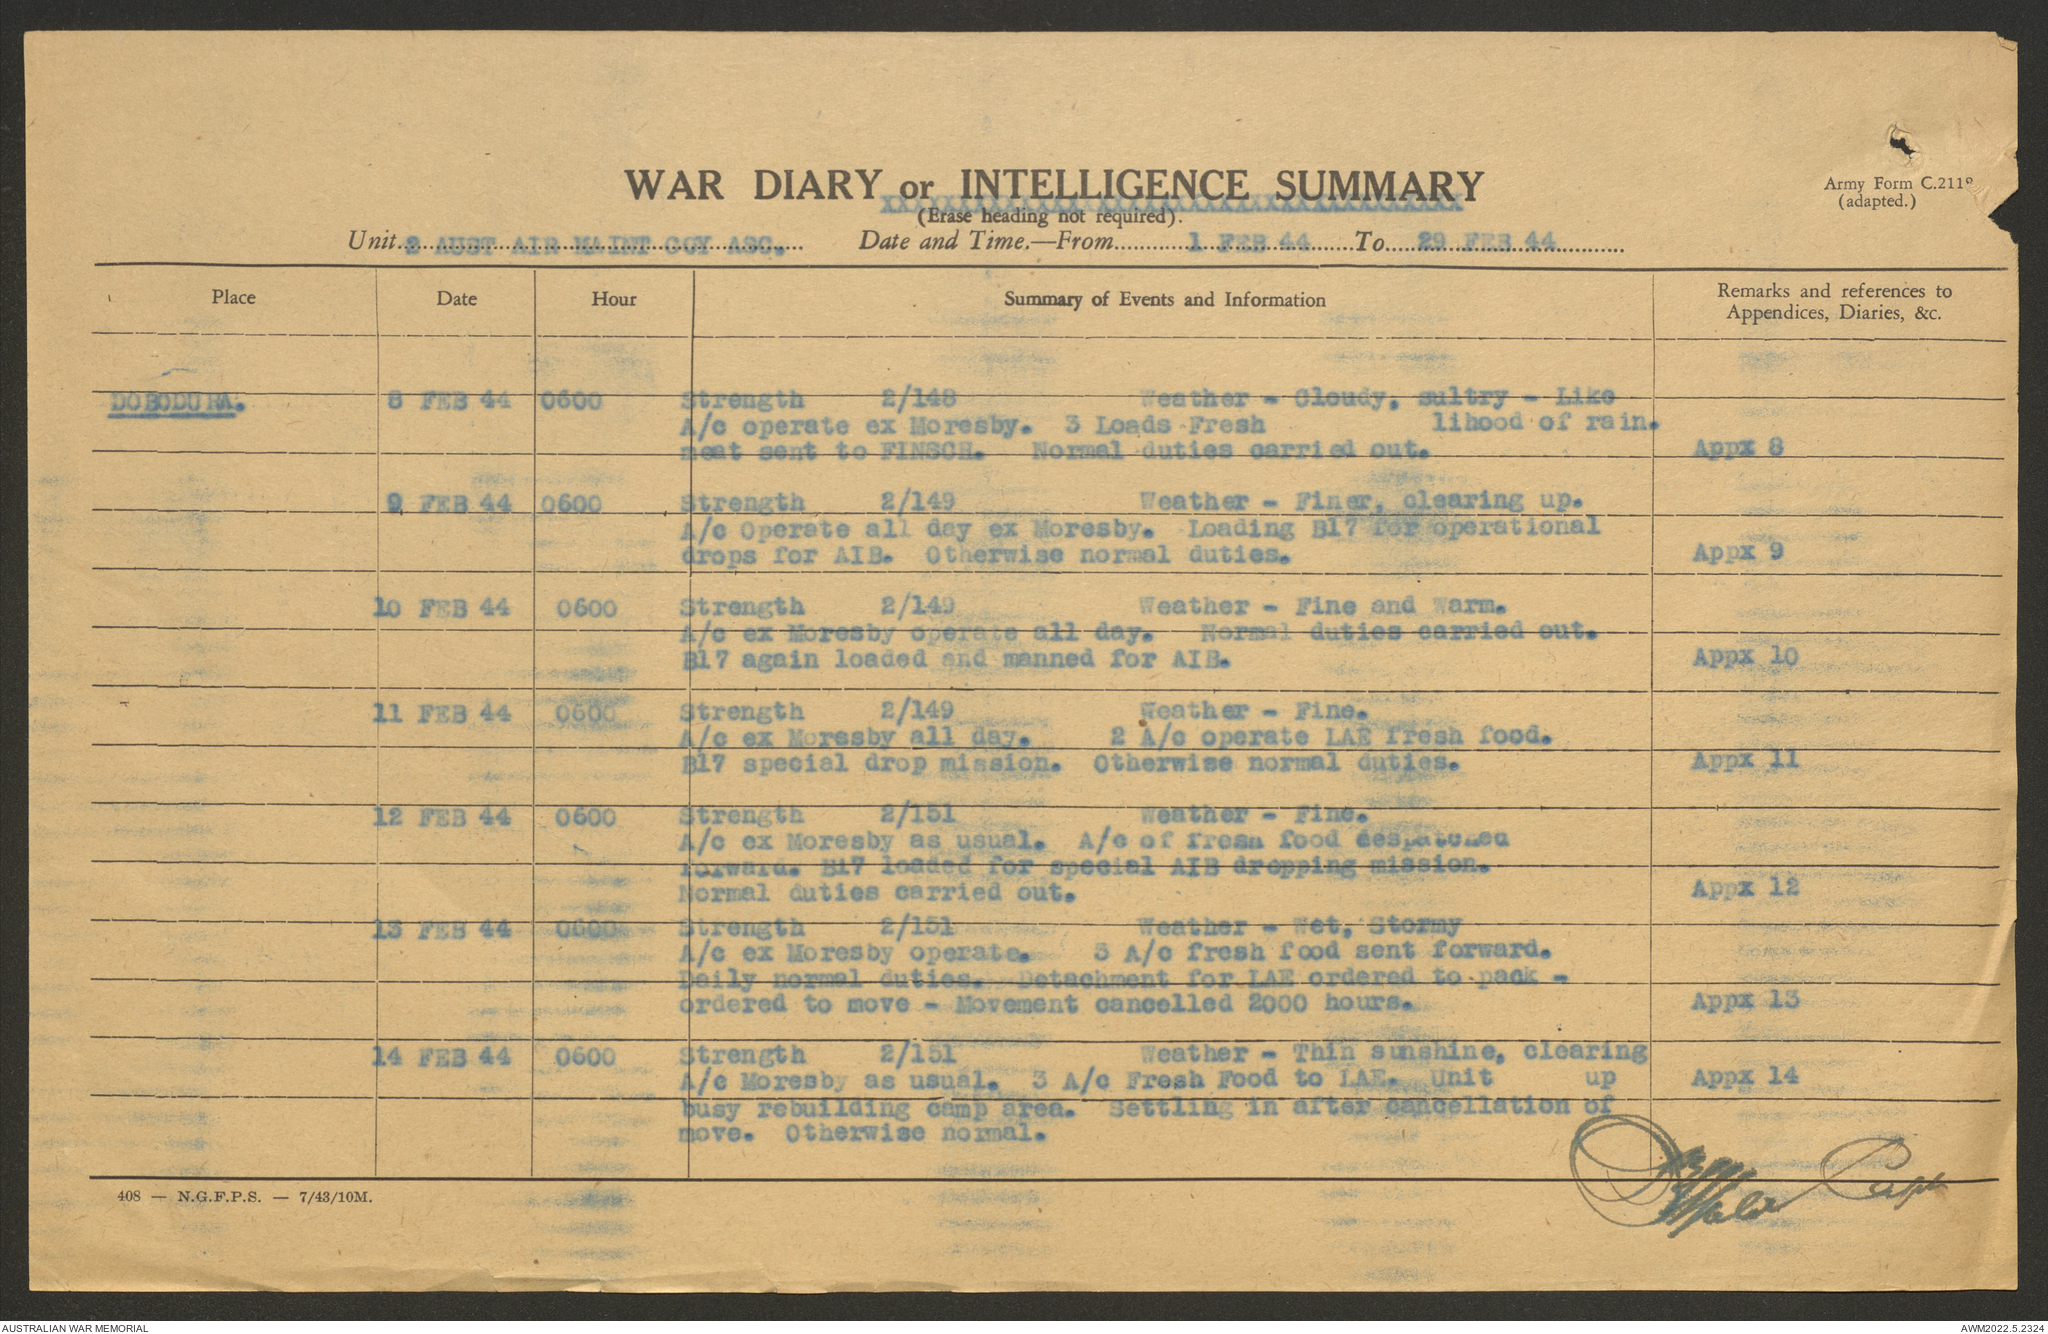 WAR DIARY or INTELLIGENCE SUMMARY
XXXXXXXXXXXXXXXXXXXXXXXXXXXXXXXXXXXXXX
(Erase heading not required).
Army Form C.2118
(adapted.)
Unit 2 AUST AIR MAINT COY ASC. Date and Time.—From 1 FEB 44 To 29 FEB 44
Place Date Hour Summary of Events and Information Remarks and references to
Appendices, Diaries, &c.
DOBODURA. 8 FEB 44 0600 Strength 2/148 Weather - Cloudy, sultry - Like
A/c operate ex Moresby. 3 Loads Fresh lihood of rain.
meat sent to FINSCH. Normal duties carried out. Appx 8
9 FEB 44 0600 Strength 2/149 Weather - Finer, clearing up.
A/c Operate all day ex Moresby. Loading B17 for operational
drops for AIB. Otherwise normal duties. Appx 9
10 FEB 44 0600 Strength 2/149 Weather - Fine and Warm.
A/c ex Moresby operate all day. Normal duties carried out.
B17 again loaded and manned for AIB. Appx 10
11 FEB 44 0600 Strength 2/149 Weather - Fine.
A/c ex Moresby all day. 2 A/c operate LAE fresh food.
B17 special drop mission. Otherwise normal duties. Appx 11
12 FEB 44 0600 Strength 2/151 Weather - Fine.
A/c ex Moresby as usual. A/c of fresh food despatched
forward. B17 loaded for special AIB dropping mission.
Normal duties carried out. Appx 12
13 FEB 44 0600 Strength 2/151 Weather - Wet, Stormy
A/c ex Moresby operate. 3 A/c fresh food sent forward.
Daily normal duties. Detachment for LAE ordered to pack -
ordered to move - Movement cancelled 2000 hours. Appx 13
14 FEB 44 0600 Strength 2/151 Weather - Thin sunshine, clearing
A/c Moresby as usual. 3 A/c Fresh Food to LAE. Unit up Appx 14
busy rebuilding camp area. Settling in after cancellation of
move. Otherwise normal.
Capt
408 — N.G.F.P.S. — 7/43/10M.
AUSTRALIAN WAR MEMORIAL
AWM2022.5.2324